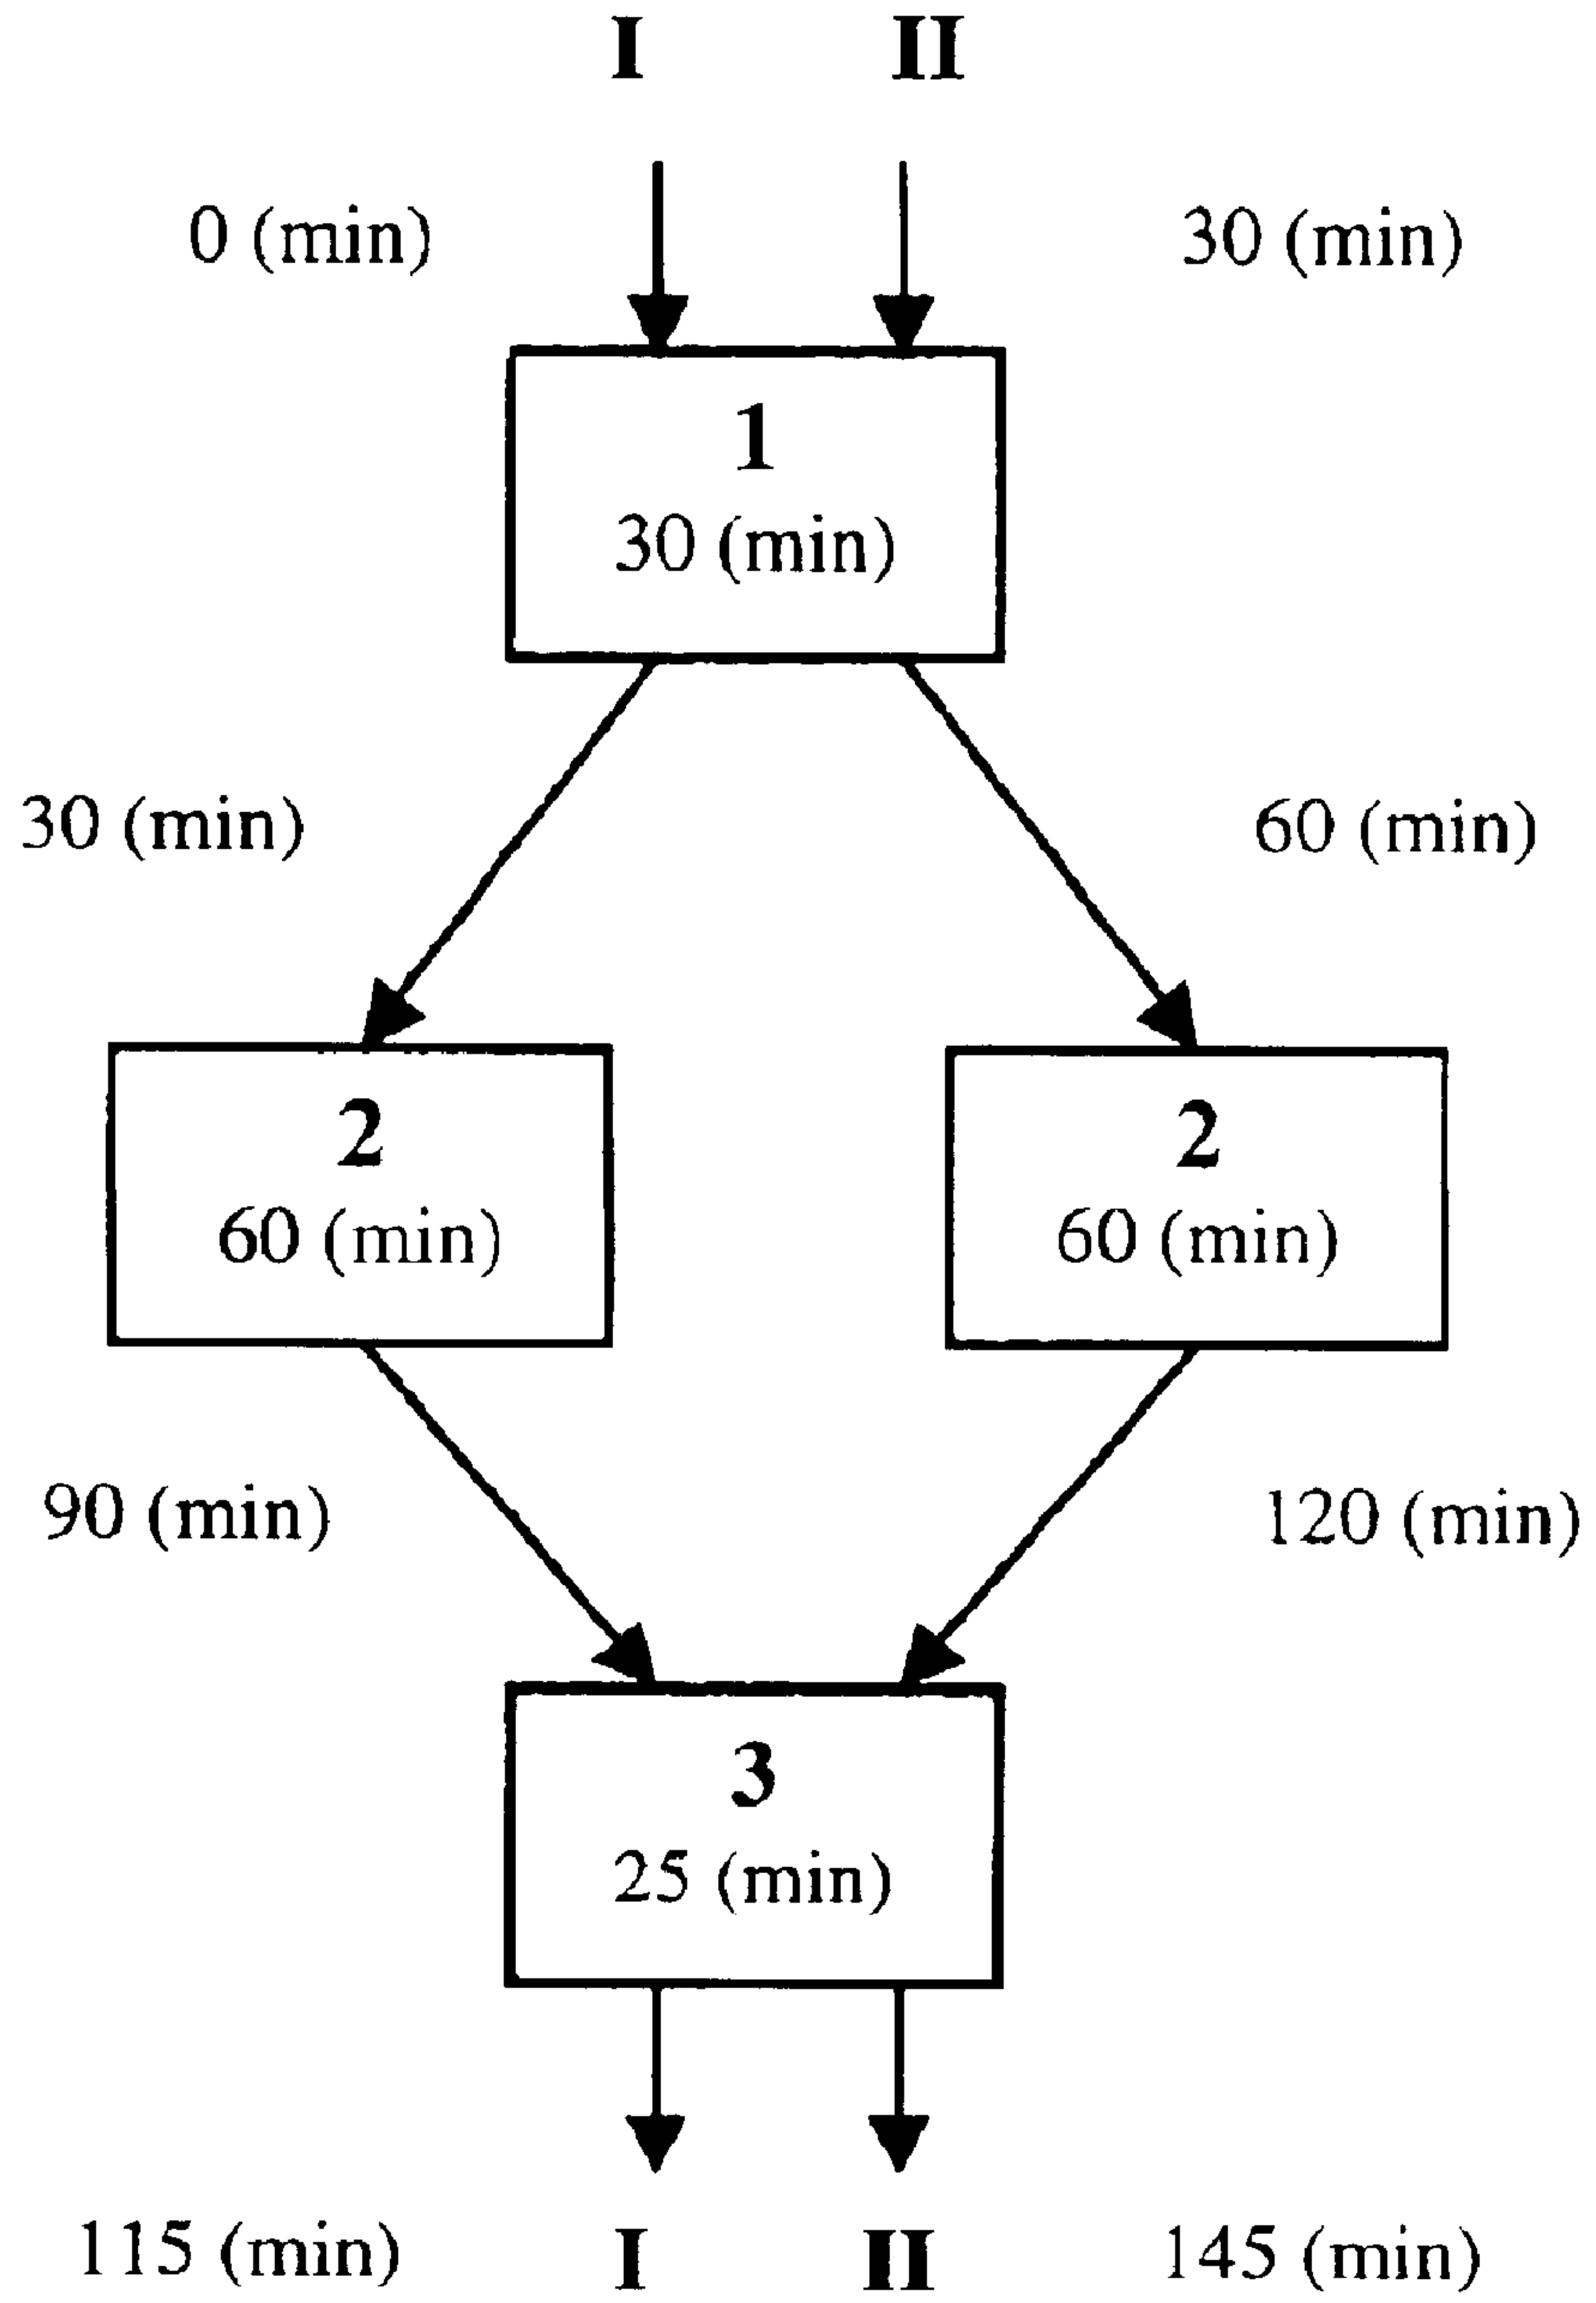 I II
0 (min) 30 (min)
1
30 (min)
30 (min) 60 (min)
2 2
60 (min) 60 (min)
90 (min) 120 (min)
3
25 (min)
115 (min) I II 145 (min)